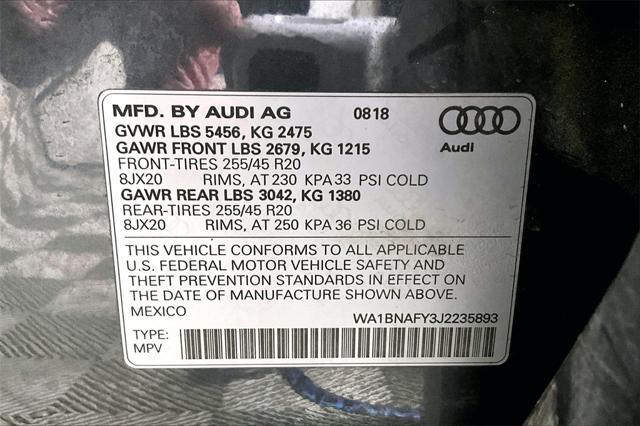 MFD. BY AUDI AG 0818
GVWR LBS 5456, KG 2475
GAWR FRONT LBS 2679, KG 1215
Audi
FRONT-TIRES 255/45 R20
8JX20 RIMS, AT 230 KPA 33 PSI COLD
GAWR REAR LBS 3042, KG 1380
REAR-TIRES 255/45 R20
8JX20 RIMS, AT 250 KPA 36 PSI COLD
THIS VEHICLE CONFORMS TO ALL APPLICABLE
U.S. FEDERAL MOTOR VEHICLE SAFETY AND
THEFT PREVENTION STANDARDS IN EFFECT ON
THE DATE OF MANUFACTURE SHOWN ABOVE.
MEXICO
WA1BNAFY3J2235893
TYPE:
MPV